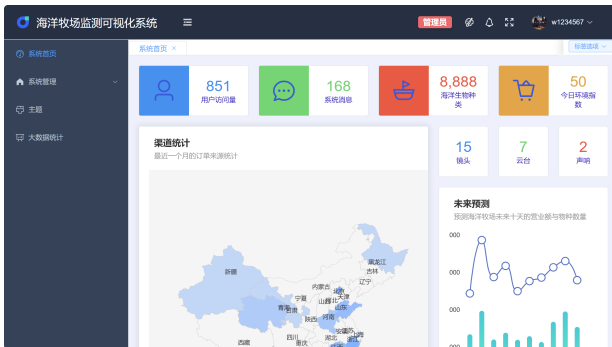 海洋牧场监测可视化系统
管理员
w1234567
系统首页
系统管理
主题
大数据统计
系统首页 ×
标签选项
851
用户访问量
168
系统消息
8,888
海洋生物种
类
50
今日环境指
数
渠道统计
最近一个月的订单来源统计
15
镜头
7
云台
2
声呐
未来预测
预测海洋牧场未来十天的营业额与物种数量
000
000
000
000
黑龙江
吉林
辽宁
新疆
内蒙古
北京
天津
宁夏
山西
河北
山东
青海
甘肃
陕西
河南
西藏
四川
重庆
湖北
安徽
江苏
上海
浙江